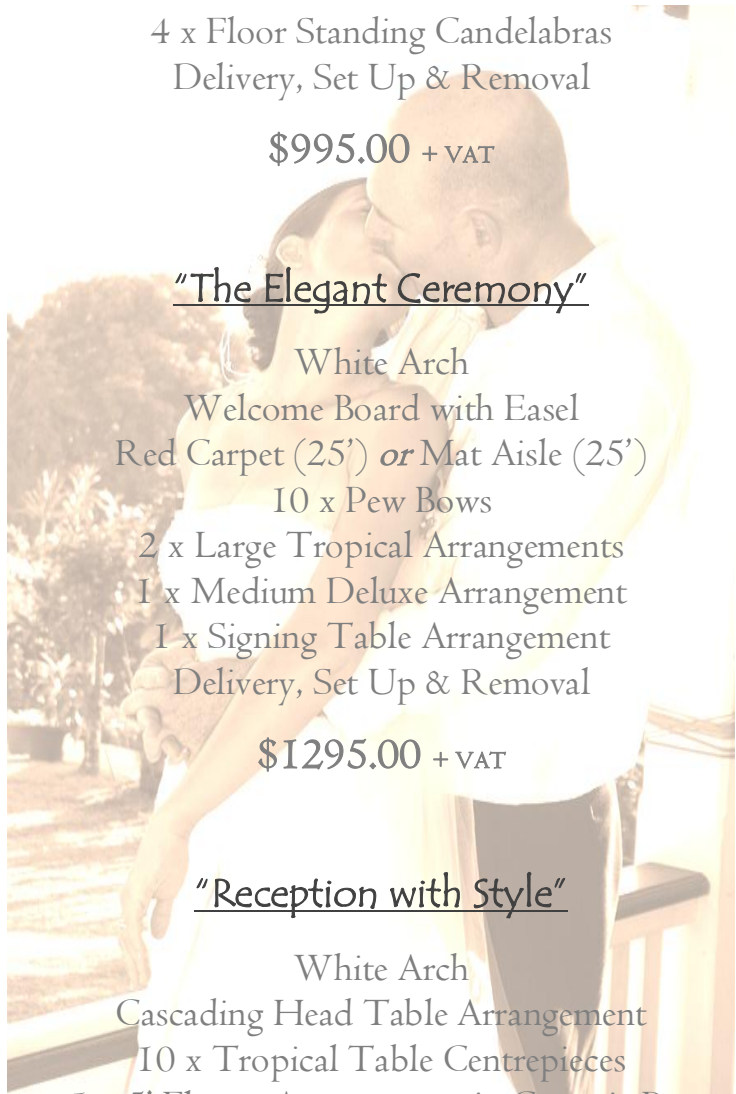 4 x Floor Standing Candelabras
Delivery, Set Up & Removal
$995.00 + VAT
“The Elegant Ceremony”
White Arch
Welcome Board with Easel
Red Carpet (25’) or Mat Aisle (25’)
10 x Pew Bows
2 x Large Tropical Arrangements
1 x Medium Deluxe Arrangement
1 x Signing Table Arrangement
Delivery, Set Up & Removal
$1295.00 + VAT
“Reception with Style”
White Arch
Cascading Head Table Arrangement
10 x Tropical Table Centrepieces